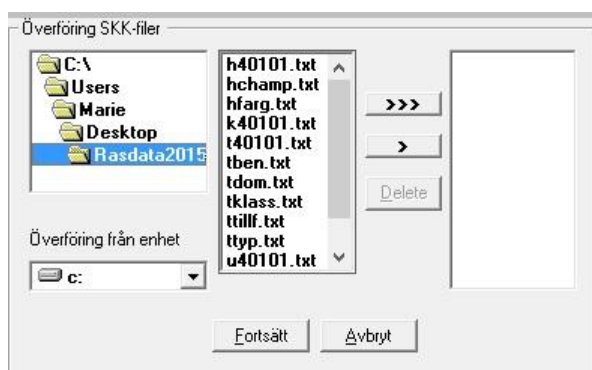 Överföring SKK-filer
C:\
Users
Marie
Desktop
Rasdata2015
Överföring från enhet
c:
h40101.txt
hchamp.txt
hfarg.txt
k40101.txt
t40101.txt
tben.txt
tdom.txt
tklass.txt
ttillf.txt
ttyp.txt
u40101.txt
>>>
>
Delete
Fortsätt
Avbryt